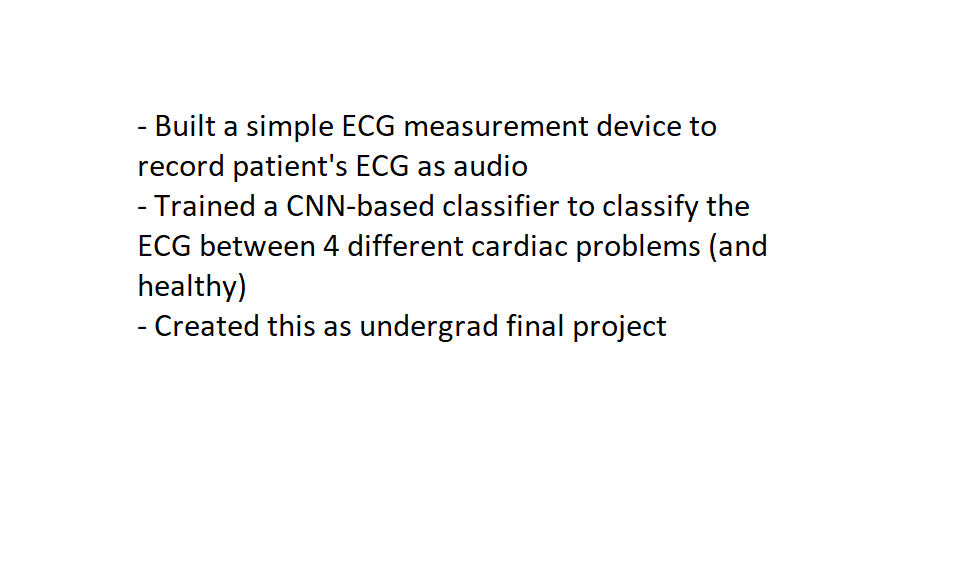 - Built a simple ECG measurement device to
record patient's ECG as audio
- Trained a CNN-based classifier to classify the
ECG between 4 different cardiac problems (and
healthy)
- Created this as undergrad final project